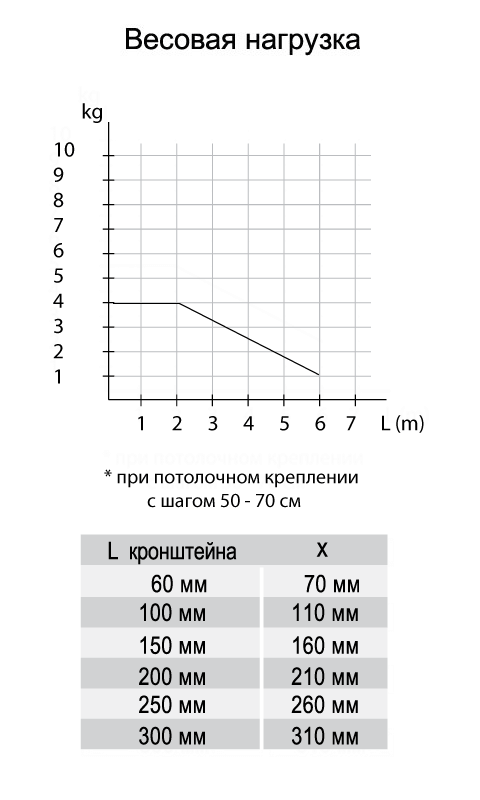 Весовая нагрузка
kg
10
9
8
7
6
5
4
3
2
1
1 2 3 4 5 6 7 L (m)
* при потолочном креплении
с шагом 50 - 70 см
L кронштейна X
60 мм 70 мм
100 мм 110 мм
150 мм 160 мм
200 мм 210 мм
250 мм 260 мм
300 мм 310 мм